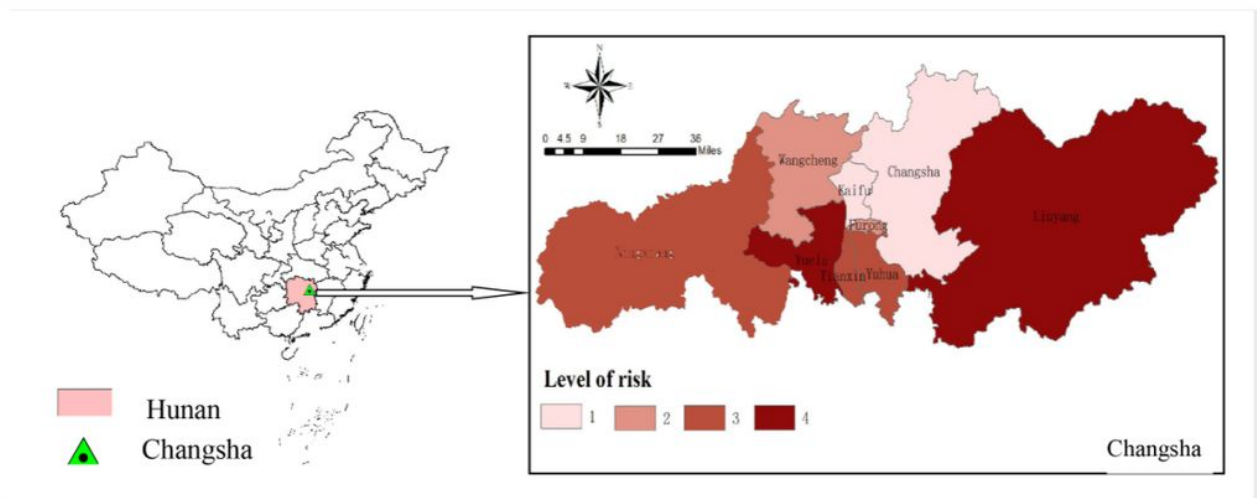 Hunan
Changsha
N
W
E
S
0 4.5 9 18 27 36
Miles
Wangcheng
Changsha
Kaifu
Furong
Liuyang
Yuelu
Tianxin
Yuhua
Level of risk
1
2
3
4
Changsha